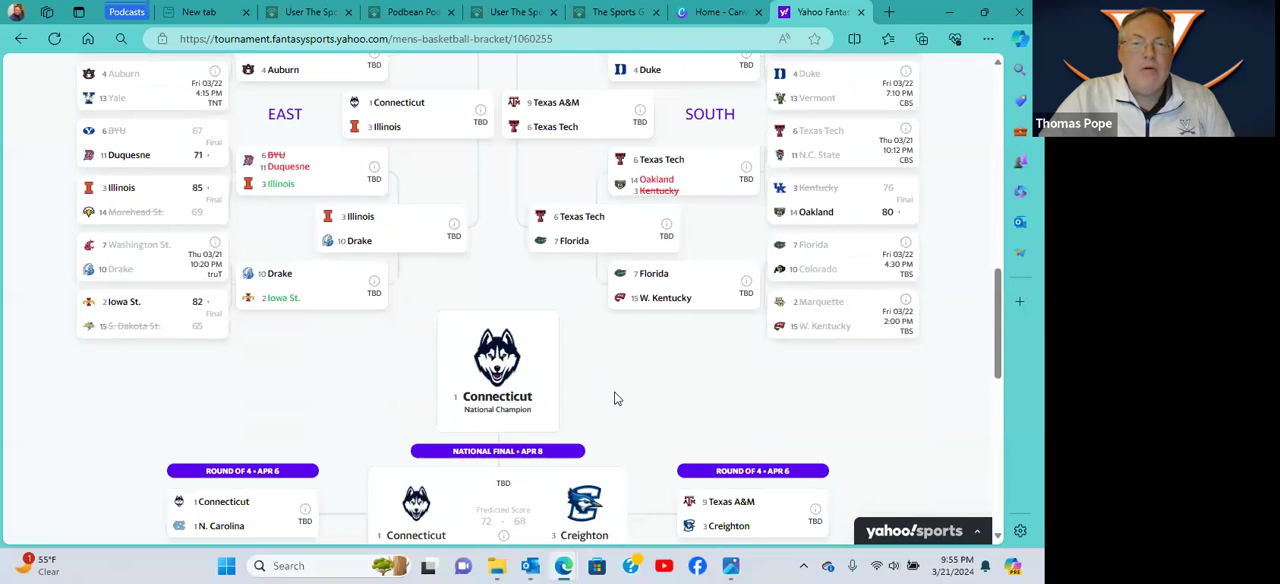 Podcasts
New tab
User The Spo
Podbean Poo
User The Spo
The Sports G
Home - Can
Yahoo Fantas
https://tournament.fantasysports.yahoo.com/mens-basketball-bracket/1060255
4 Auburn
13 Yale
Fri 03/22
4:15 PM
TNT
4 Auburn
TBD
EAST
1 Connecticut
3 Illinois
TBD
9 Texas A&M
6 Texas Tech
TBD
SOUTH
4 Duke
TBD
4 Duke
13 Vermont
Fri 03/22
7:10 PM
CBS
6 BYU 67
Final
11 Duquesne 71
6 BYU
11 Duquesne
3 Illinois
TBD
6 Texas Tech
14 Oakland
3 Kentucky
TBD
6 Texas Tech
11 N.C. State
Thu 03/21
10:12 PM
CBS
3 Illinois 85
Final
14 Morehead St. 69
3 Kentucky 76
Final
14 Oakland 80
3 Illinois
10 Drake
TBD
6 Texas Tech
7 Florida
TBD
7 Washington St.
10 Drake
Thu 03/21
10:20 PM
truT
7 Florida
10 Colorado
Fri 03/22
4:30 PM
TBS
10 Drake
2 Iowa St.
TBD
7 Florida
15 W. Kentucky
TBD
2 Iowa St. 82
Final
15 S. Dakota St. 65
2 Marquette
15 W. Kentucky
Fri 03/22
2:00 PM
TBS
1 Connecticut
National Champion
NATIONAL FINAL • APR 8
ROUND OF 4 • APR 6
ROUND OF 4 • APR 6
1 Connecticut
1 N. Carolina
TBD
TBD
Predicted Score
72 - 68
1 Connecticut
3 Creighton
9 Texas A&M
3 Creighton
TBD
yahoo!sports
Thomas Pope
1
55°F
Clear
Search
9:55 PM
3/21/2024
PRE